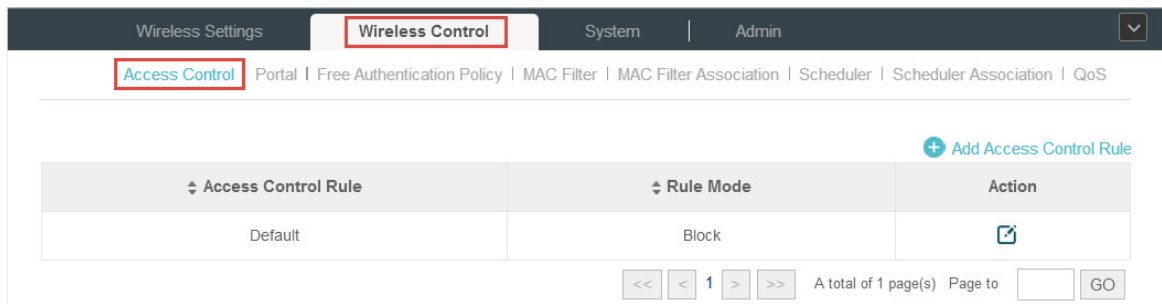 Wireless Settings Wireless Control System | Admin
Access Control Portal | Free Authentication Policy | MAC Filter | MAC Filter Association | Scheduler | Scheduler Association | QoS
Add Access Control Rule
Access Control Rule Rule Mode Action
Default Block
<< < 1 > >> A total of 1 page(s) Page to GO